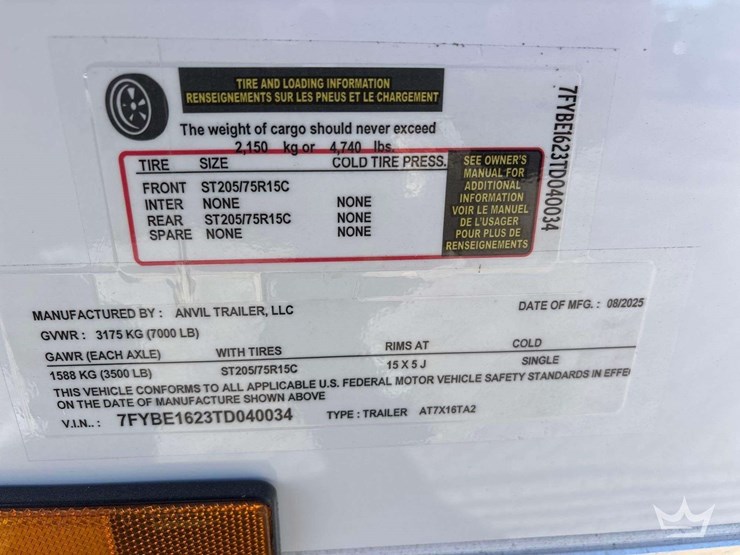 TIRE AND LOADING INFORMATION
RENSEIGNEMENTS SUR LES PNEUS ET LE CHARGEMENT
The weight of cargo should never exceed
2,150 kg or 4,740 lbs.
TIRE SIZE COLD TIRE PRESS.
FRONT ST205/75R15C
INTER NONE NONE
REAR ST205/75R15C NONE
SPARE NONE NONE
SEE OWNER'S
MANUAL FOR
ADDITIONAL
INFORMATION
VOIR LE MANUEL
DE L'USAGER
POUR PLUS DE
RENSEIGNEMENTS
7FYBE1623TD040034
MANUFACTURED BY : ANVIL TRAILER, LLC DATE OF MFG. : 08/2025
GVWR : 3175 KG (7000 LB)
GAWR (EACH AXLE) WITH TIRES RIMS AT COLD
1588 KG (3500 LB) ST205/75R15C 15 X 5 J SINGLE
THIS VEHICLE CONFORMS TO ALL APPLICABLE U.S. FEDERAL MOTOR VEHICLE SAFETY STANDARDS IN EFFE
ON THE DATE OF MANUFACTURE SHOWN ABOVE
V.I.N.. : 7FYBE1623TD040034 TYPE : TRAILER AT7X16TA2